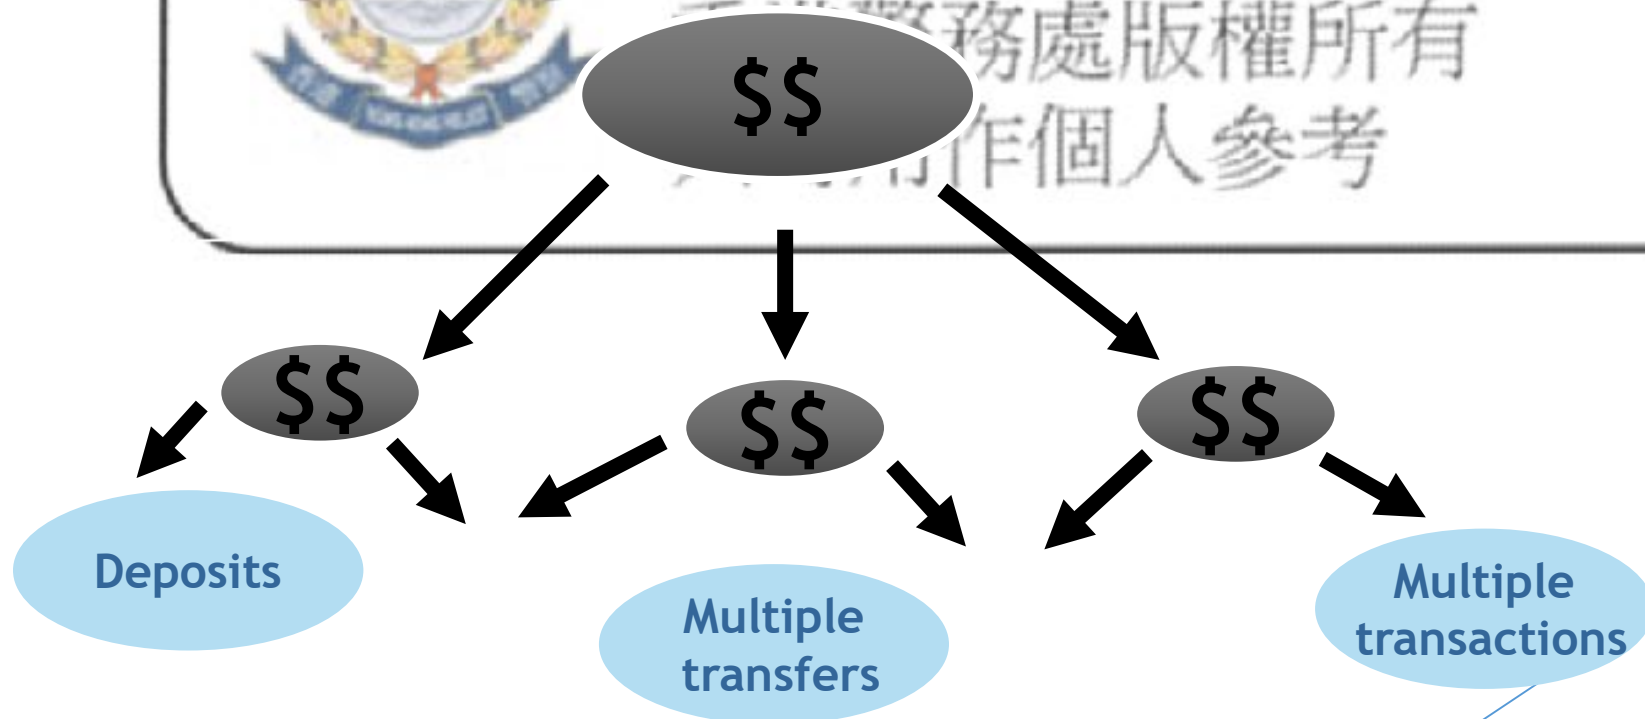 務處版權所有
作個人參考
$$
$$
$$
$$
Deposits
Multiple
transfers
Multiple
transactions